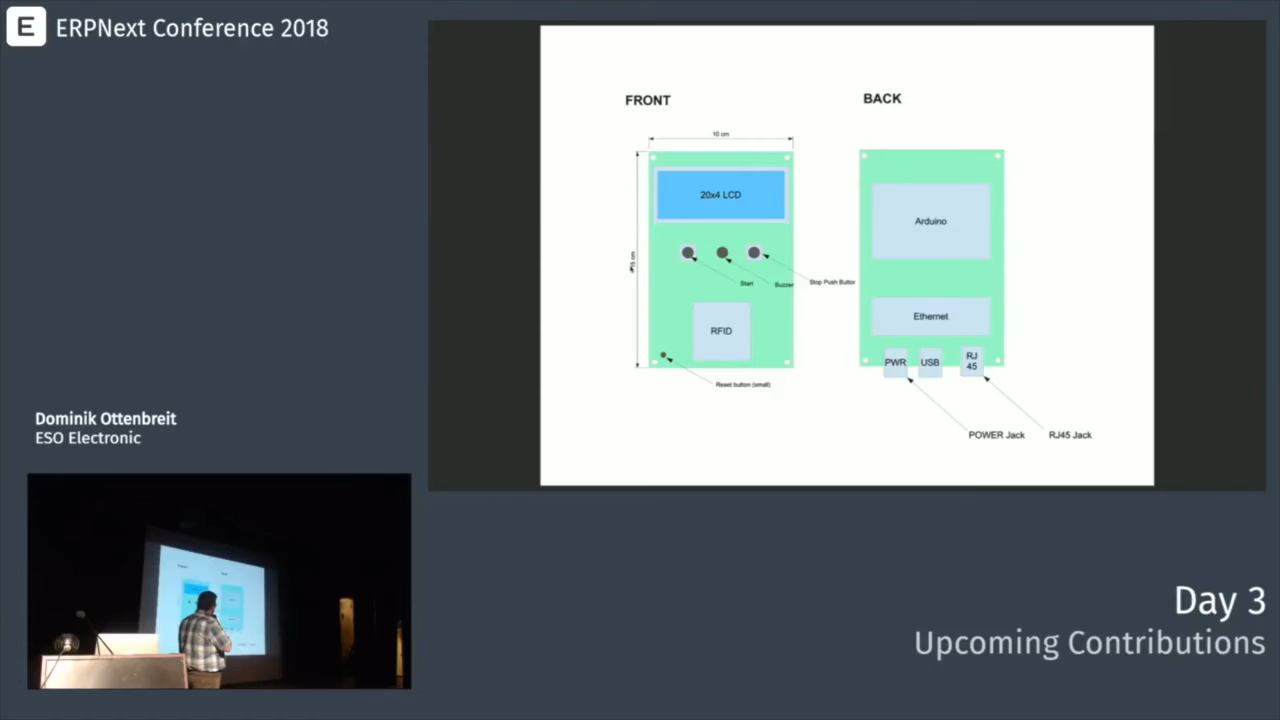 E
ERPNext Conference 2018
FRONT
BACK
10 cm
20x4 LCD
Start
Buzzer
Stop Push Button
RFID
Reset button (small)
Arduino
Ethernet
PWR
USB
RJ
45
POWER Jack
RJ45 Jack
Dominik Ottenbreit
ESO Electronic
Day 3
Upcoming Contributions